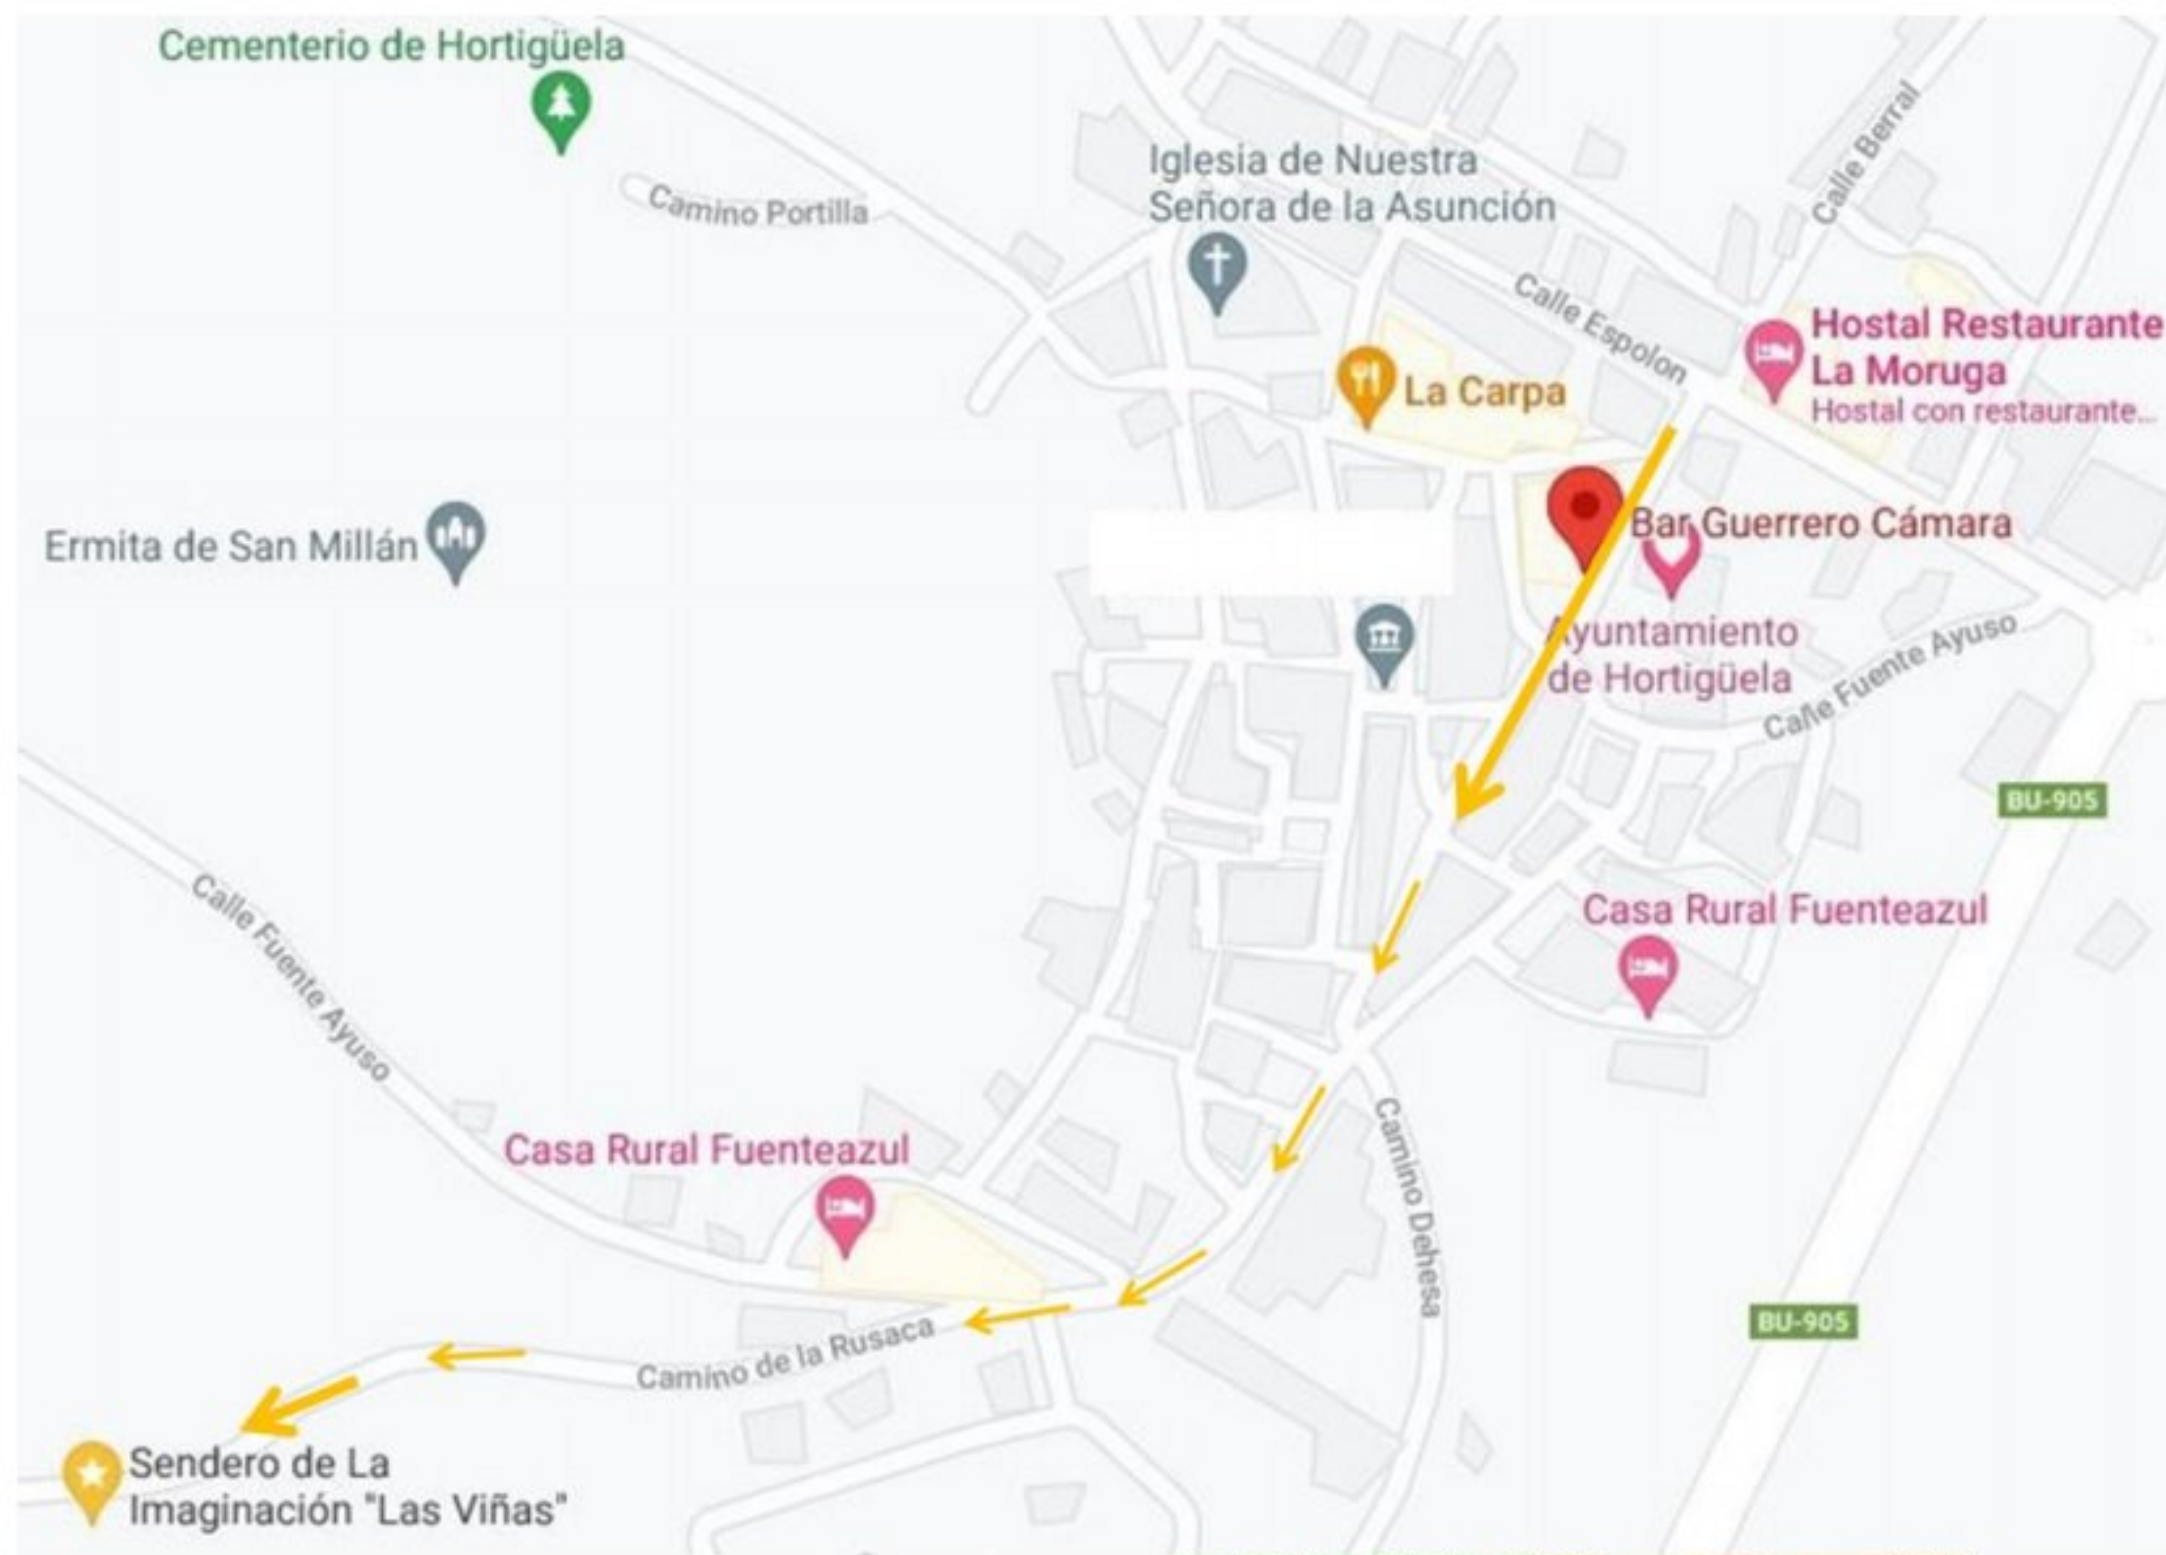 Cementerio de Hortigüela
Camino Portilla
Iglesia de Nuestra
Señora de la Asunción
Calle Berral
Calle Espolon
Hostal Restaurante
La Moruga
Hostal con restaurante...
La Carpa
Bar Guerrero Cámara
Ermita de San Millán
Ayuntamiento
de Hortigüela
Calle Fuente Ayuso
BU-905
Calle Fuente Ayuso
Casa Rural Fuenteazul
Casa Rural Fuenteazul
Camino Dehesa
BU-905
Camino de la Rusaca
Sendero de La
Imaginación "Las Viñas"